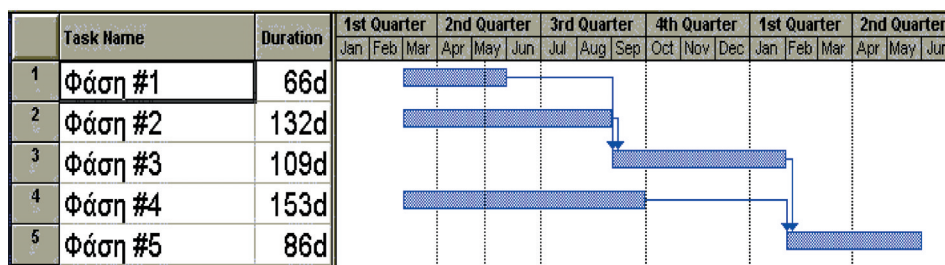 Task Name Duration 1st Quarter 2nd Quarter 3rd Quarter 4th Quarter 1st Quarter 2nd Quarter
Jan Feb Mar Apr May Jun Jul Aug Sep Oct Nov Dec Jan Feb Mar Apr May Jun
1 Φάση #1 66d
2 Φάση #2 132d
3 Φάση #3 109d
4 Φάση #4 153d
5 Φάση #5 86d